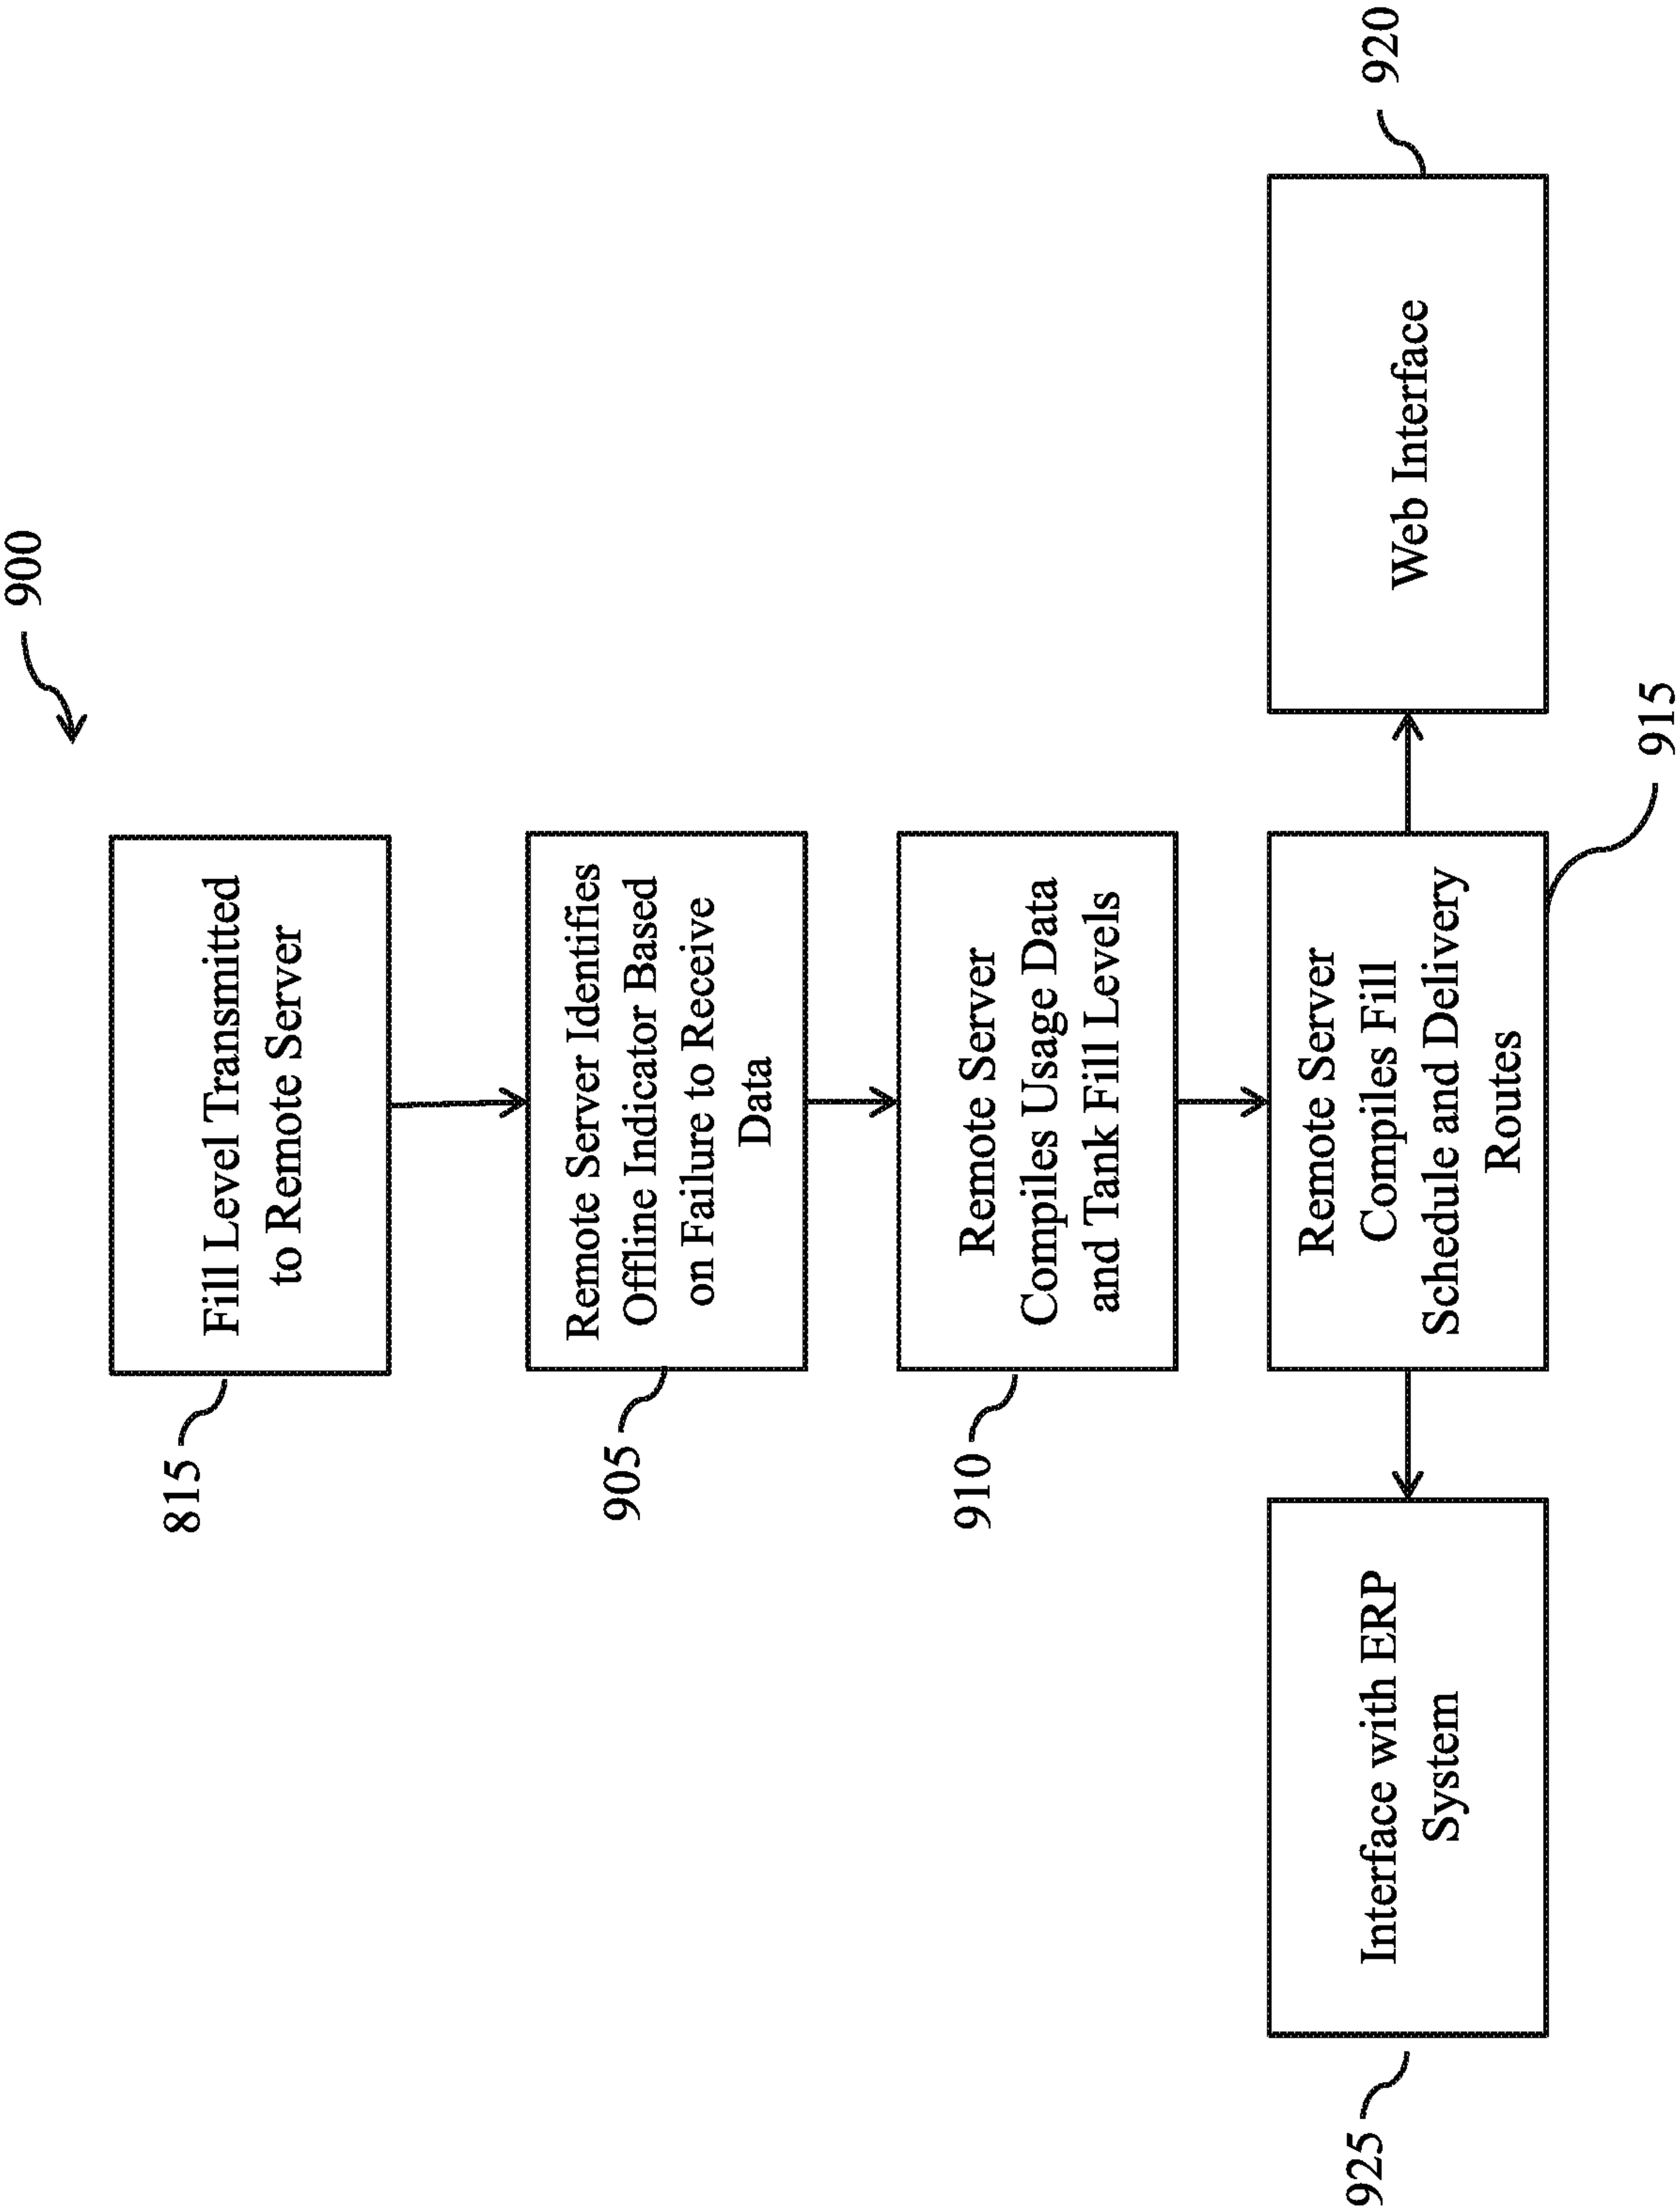 900
Fill Level Transmitted
to Remote Server
815
Remote Server Identifies
Offline Indicator Based
on Failure to Receive
Data
905
Remote Server
Compiles Usage Data
and Tank Fill Levels
910
Interface with ERP
System
925
Remote Server
Compiles Fill
Schedule and Delivery
Routes
915
Web Interface
920